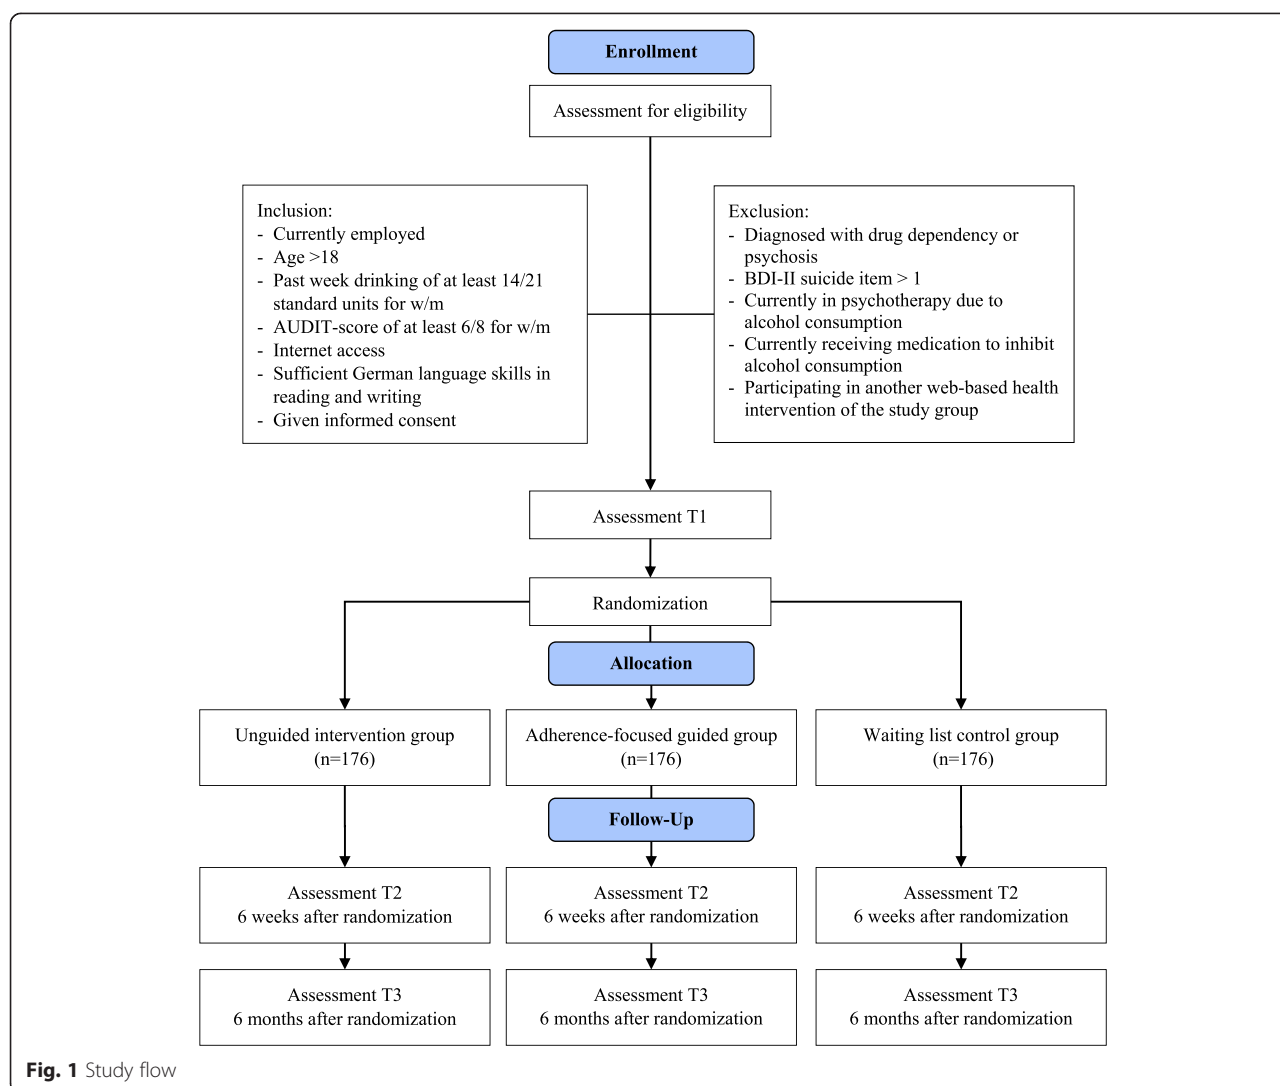 Enrollment
Assessment for eligibility
Inclusion:
- Currently employed
- Age >18
- Past week drinking of at least 14/21
standard units for w/m
- AUDIT-score of at least 6/8 for w/m
- Internet access
- Sufficient German language skills in
reading and writing
- Given informed consent
Exclusion:
- Diagnosed with drug dependency or
psychosis
- BDI-II suicide item > 1
- Currently in psychotherapy due to
alcohol consumption
- Currently receiving medication to inhibit
alcohol consumption
- Participating in another web-based health
intervention of the study group
Assessment T1
Randomization
Allocation
Unguided intervention group
(n=176)
Adherence-focused guided group
(n=176)
Waiting list control group
(n=176)
Follow-Up
Assessment T2
6 weeks after randomization
Assessment T2
6 weeks after randomization
Assessment T2
6 weeks after randomization
Assessment T3
6 months after randomization
Assessment T3
6 months after randomization
Assessment T3
6 months after randomization
Fig. 1 Study flow